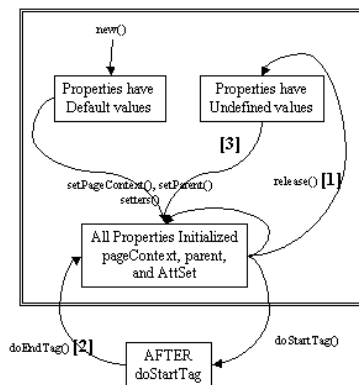 new()
Properties have
Default values
Properties have
Undefined values
[3]
setPageContext(), setParent()
setters()
release() [1]
All Properties Initialized
pageContext, parent,
and AttSet
doEndTag() [2]
doStartTag()
AFTER
doStartTag